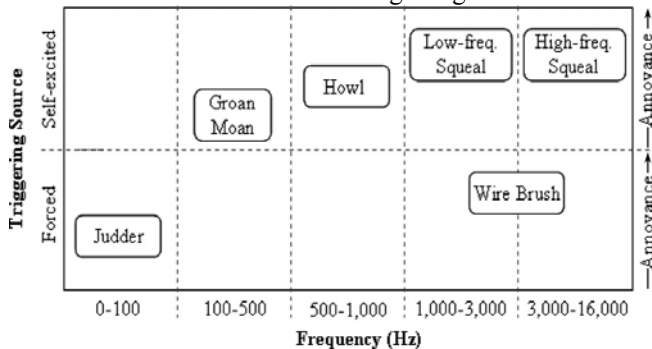 Low-freq.
Squeal
High-freq.
Squeal
Howl
Groan
Moan
Wire Brush
Judder
Triggering Source
Self-excited
Forced
Annoyance
Annoyance
0-100
100-500
500-1,000
1,000-3,000
3,000-16,000
Frequency (Hz)